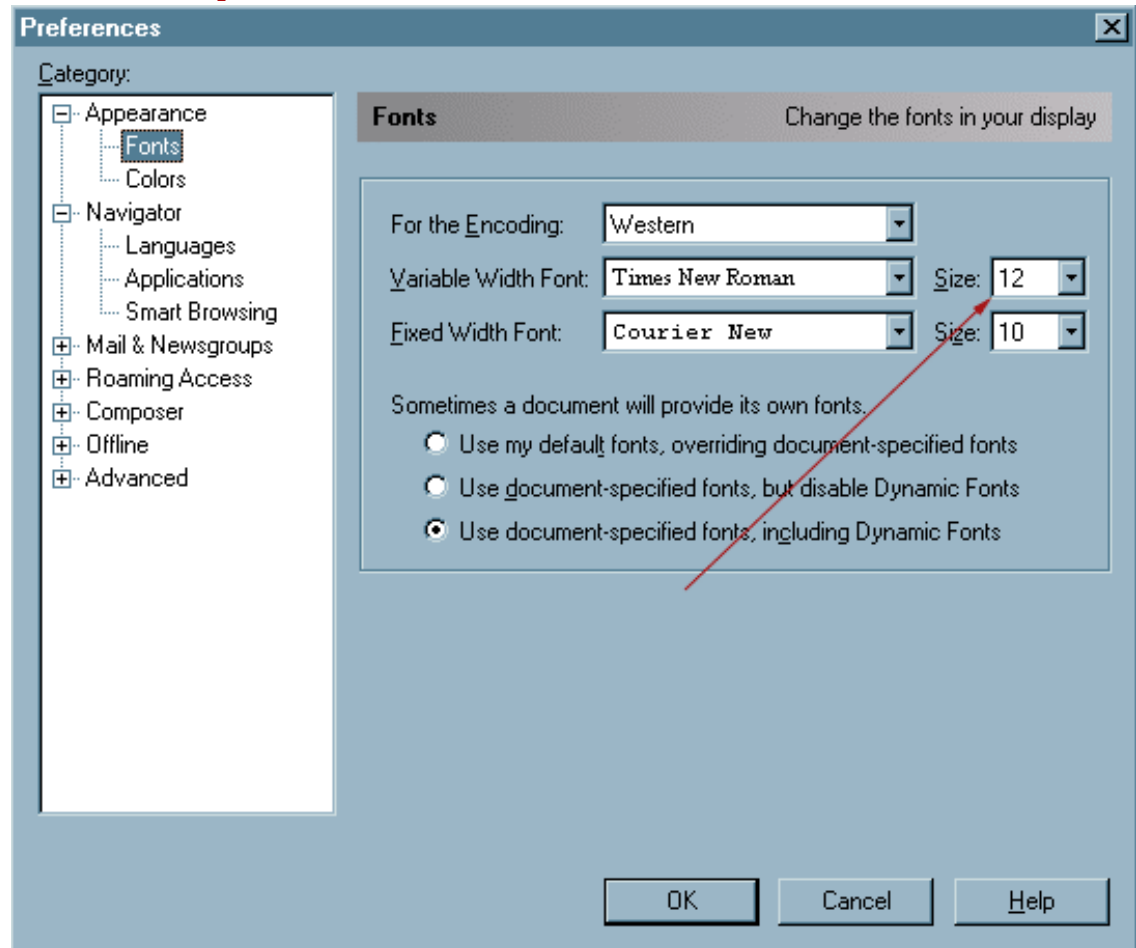 Preferences
Category:
Appearance
Fonts
Colors
Navigator
Languages
Applications
Smart Browsing
Mail & Newsgroups
Roaming Access
Composer
Offline
Advanced
Fonts Change the fonts in your display
For the Encoding: Western
Variable Width Font: Times New Roman Size: 12
Fixed Width Font: Courier New Size: 10
Sometimes a document will provide its own fonts.
Use my default fonts, overriding document-specified fonts
Use document-specified fonts, but disable Dynamic Fonts
Use document-specified fonts, including Dynamic Fonts
OK Cancel Help